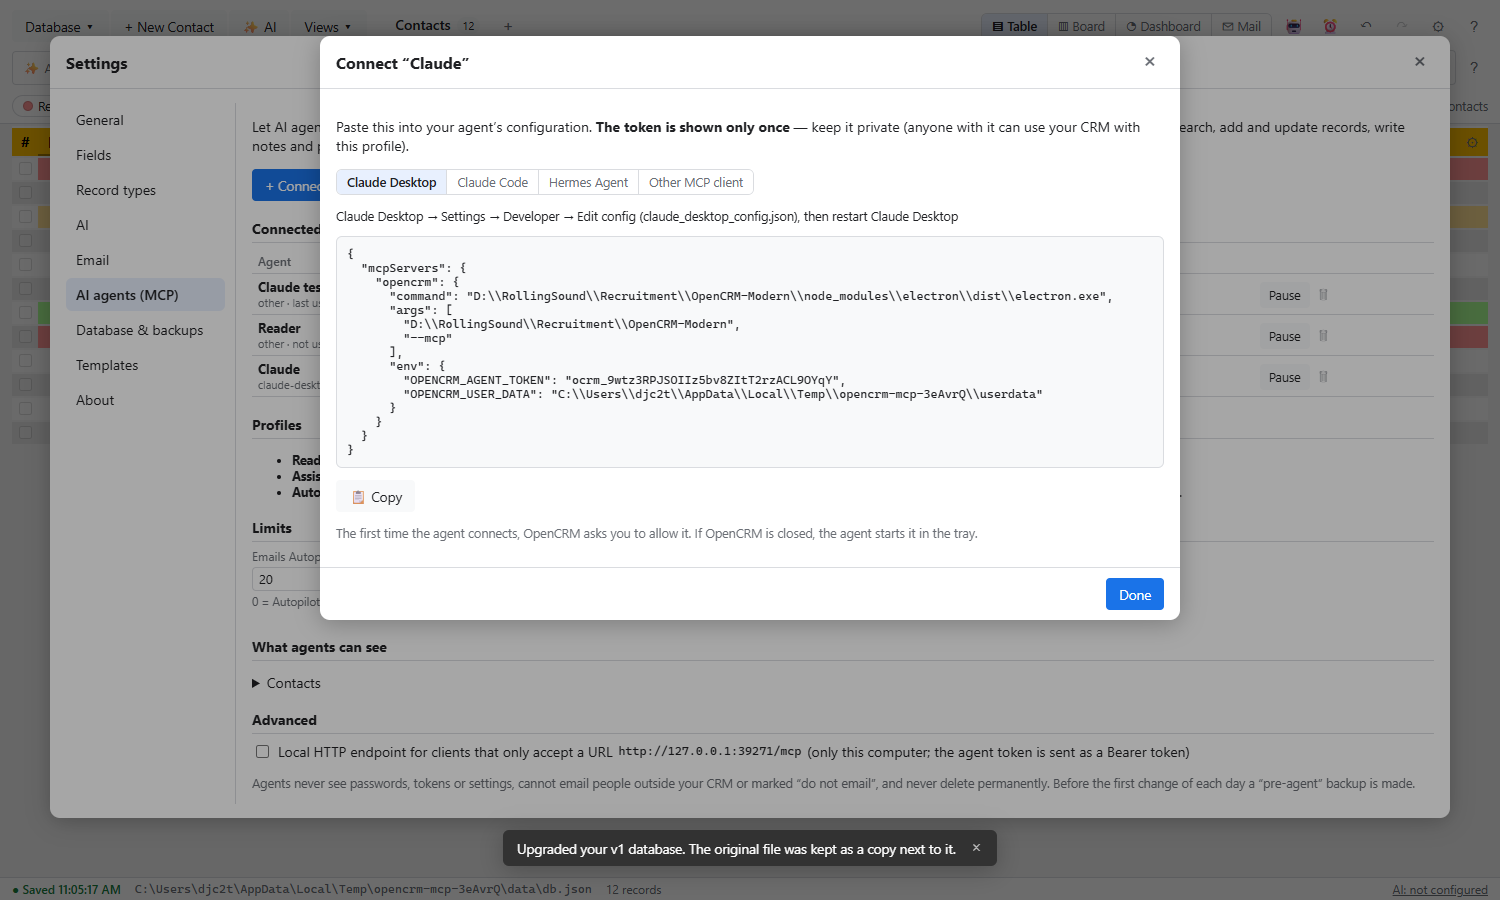 Database ▾ + New Contact ✨ AI Views ▾ Contacts 12 + Table Board Dashboard Mail ?
Settings ×
Connect “Claude” ×
?
ontacts
#
General
Fields
Record types
AI
Email
AI agents (MCP)
Database & backups
Templates
About
Paste this into your agent’s configuration. The token is shown only once — keep it private (anyone with it can use your CRM with
this profile).
Claude Desktop Claude Code Hermes Agent Other MCP client
Claude Desktop → Settings → Developer → Edit config (claude_desktop_config.json), then restart Claude Desktop
{
"mcpServers": {
"opencrm": {
"command": "D:\\RollingSound\\Recruitment\\OpenCRM-Modern\\node_modules\\electron\\dist\\electron.exe",
"args": [
"D:\\RollingSound\\Recruitment\\OpenCRM-Modern",
"--mcp"
],
"env": {
"OPENCRM_AGENT_TOKEN": "ocrm_9wtz3RPJSOIIz5bv8ZItT2rzACL9OYqY",
"OPENCRM_USER_DATA": "C:\\Users\\djc2t\\AppData\\Local\\Temp\\opencrm-mcp-3eAvrQ\\userdata"
}
}
}
}
Copy
The first time the agent connects, OpenCRM asks you to allow it. If OpenCRM is closed, the agent starts it in the tray.
Done
Let AI agen earch, add and update records, write
notes and p
+ Connec
Connected
Agent
Claude tes
other · last us
Pause
Reader
other · not us
Pause
Claude
claude-deskt
Pause
Profiles
• Read
• Assis
• Auto
Limits
Emails Autop
20
0 = Autopilot
What agents can see
▶ Contacts
Advanced
Local HTTP endpoint for clients that only accept a URL http://127.0.0.1:39271/mcp (only this computer; the agent token is sent as a Bearer token)
Agents never see passwords, tokens or settings, cannot email people outside your CRM or marked “do not email”, and never delete permanently. Before the first change of each day a “pre-agent” backup is made.
Upgraded your v1 database. The original file was kept as a copy next to it. ×
● Saved 11:05:17 AM C:\Users\djc2t\AppData\Local\Temp\opencrm-mcp-3eAvrQ\data\db.json 12 records AI: not configured